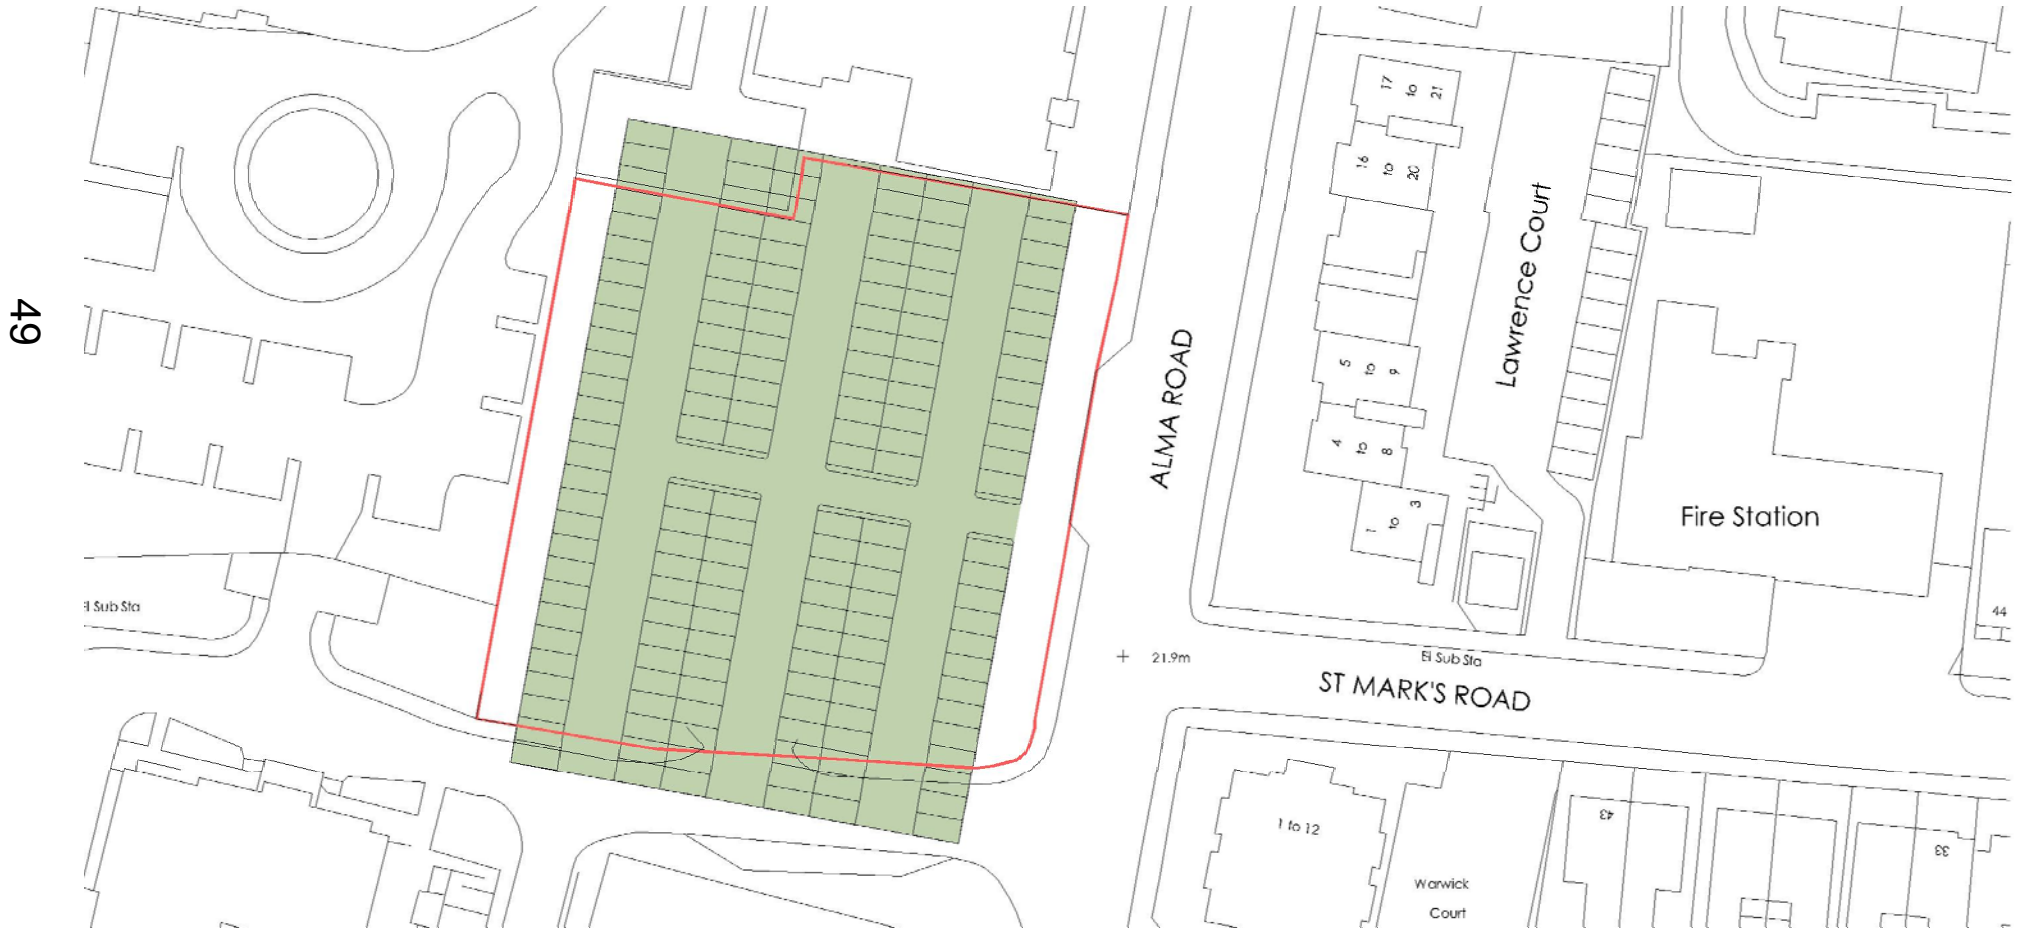 49
17
to
21
16
to
20
Lawrence Court
5
to
9
4
to
8
1
to
3
ALMA ROAD
Fire Station
El Sub Sta
44
21.9m
El Sub Sta
ST MARK'S ROAD
1 to 12
43
33
Warwick
Court